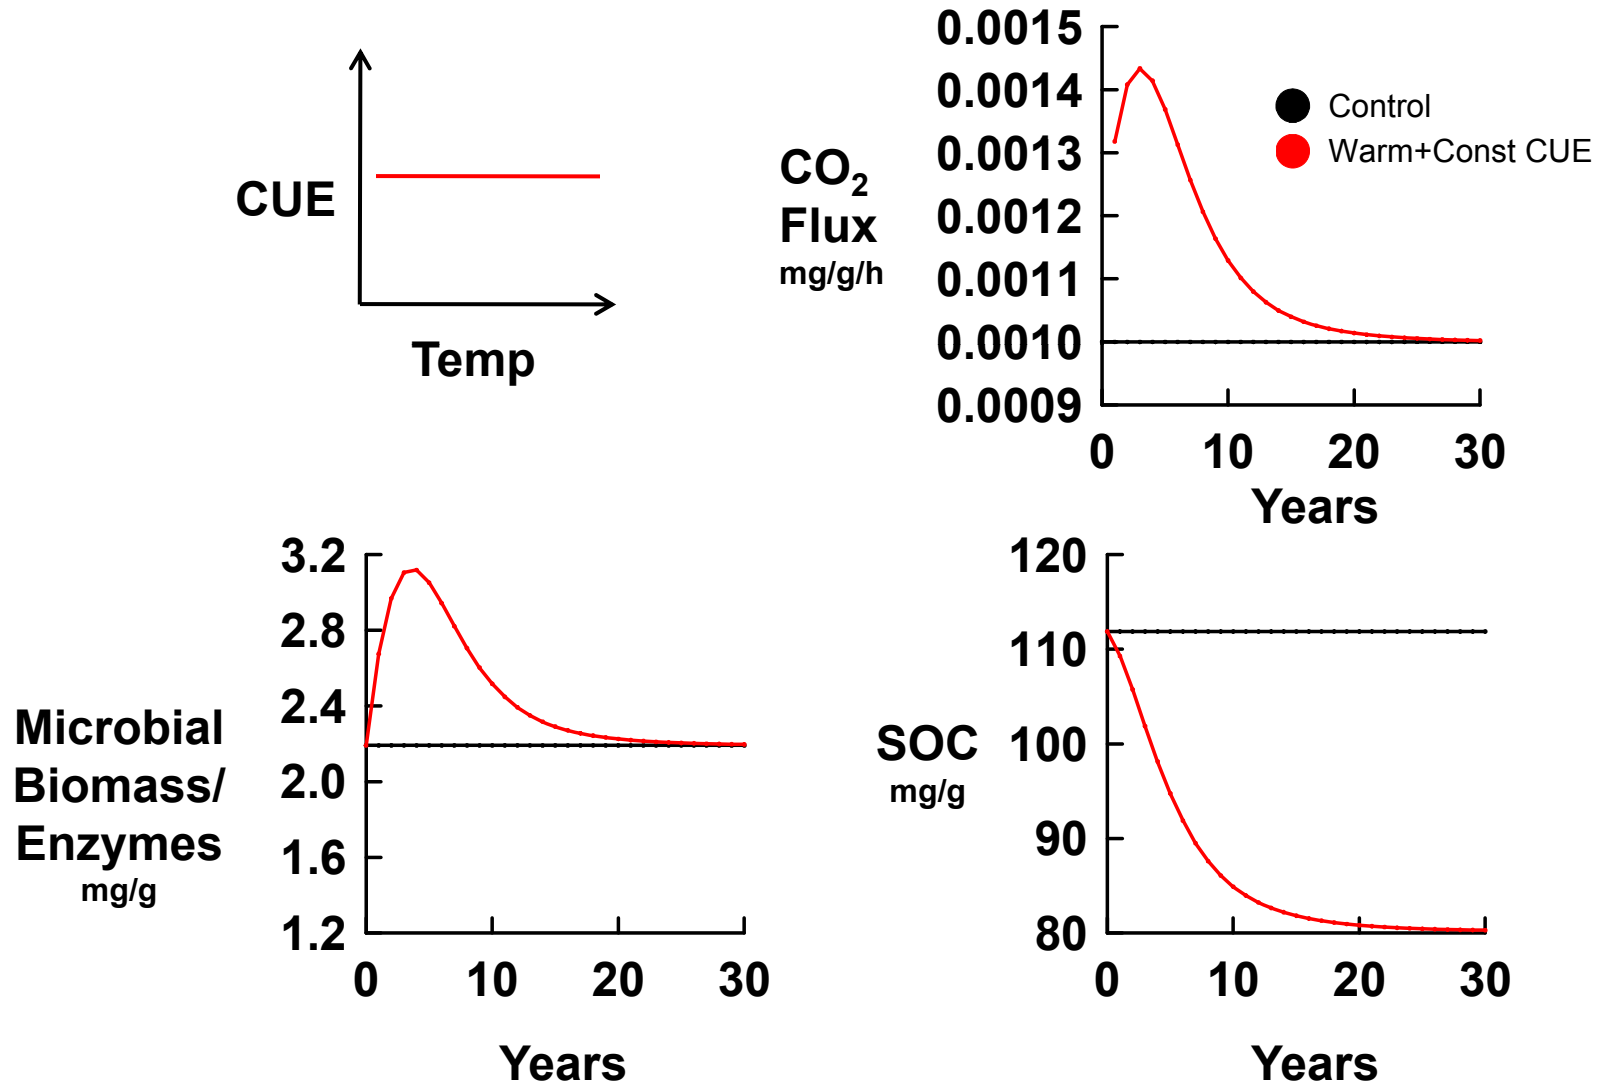 CUE
Temp
CO₂
Flux
mg/g/h
0.0015
0.0014
0.0013
0.0012
0.0011
0.0010
0.0009
0 10 20 30
Years
Control
Warm+Const CUE
Microbial
Biomass/
Enzymes
mg/g
3.2
2.8
2.4
2.0
1.6
1.2
0 10 20 30
Years
SOC
mg/g
120
110
100
90
80
0 10 20 30
Years